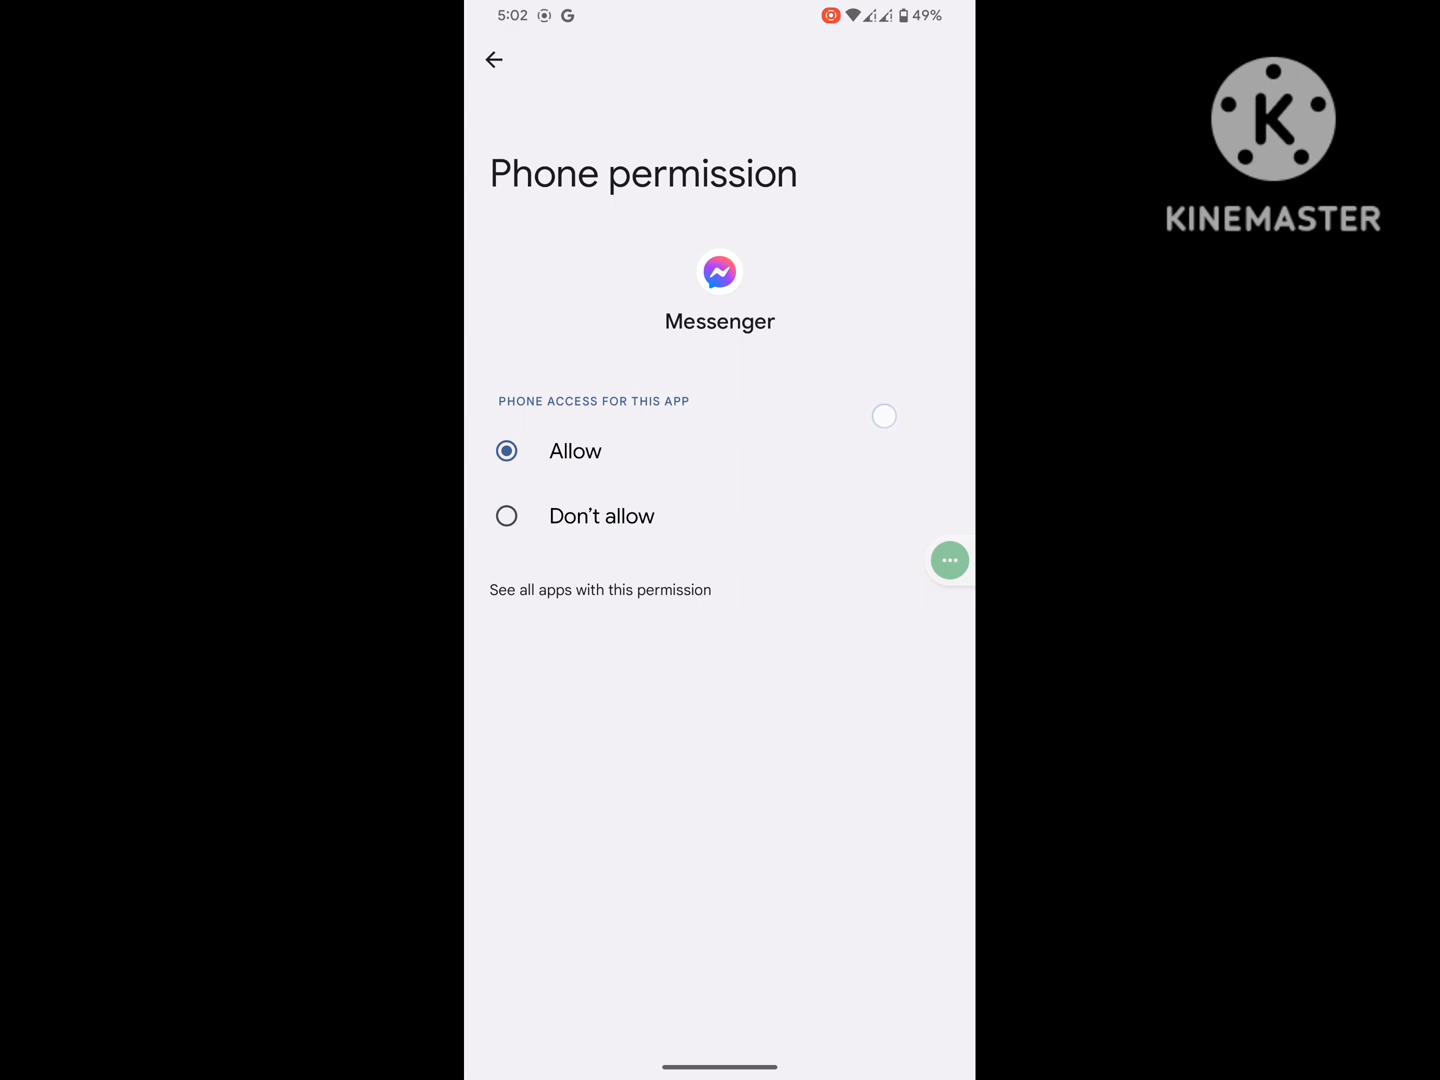 5:02 G 49%
K
KINEMASTER
Phone permission
Messenger
PHONE ACCESS FOR THIS APP
Allow
Don’t allow
See all apps with this permission